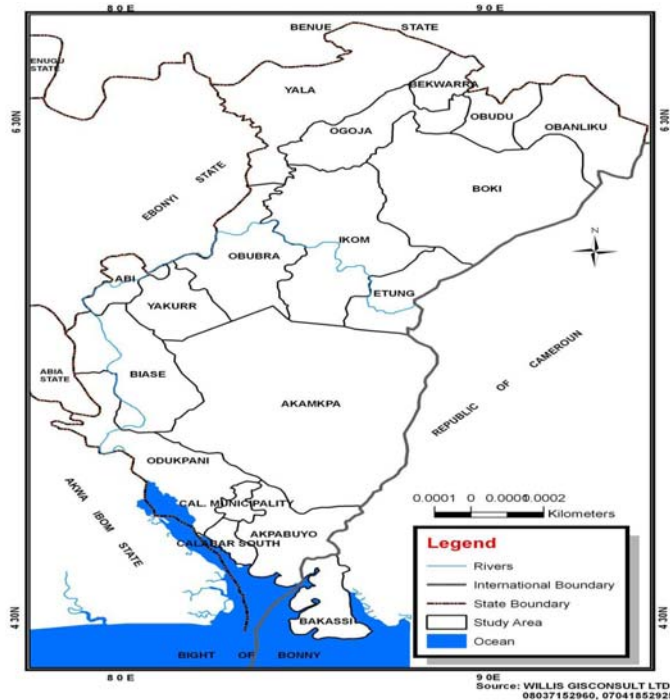 8 0 E
9 0 E
BENUE STATE
ENUGU
STATE
YALA
BEKWARRA
OBUDU
OBANLIKU
6 30N
6 30N
OGOJA
BOKI
EBONYI STATE
IKOM
N
OBUBRA
ABI
ETUNG
YAKURR
ABIA
STATE
BIASE
REPUBLIC OF CAMEROUN
AKAMKPA
ODUKPANI
AKWA IBOM STATE
CAL. MUNICIPALITY
AKPABUYO
CALABAR SOUTH
BAKASSI
4 30N
4 30N
BIGHT OF BONNY
0.0001 0 0.0001 0.0002
Kilometers
Legend
Rivers
International Boundary
State Boundary
Study Area
Ocean
8 0 E
9 0 E
Source: WILLIS GISCONSULT LTD
08037152960,